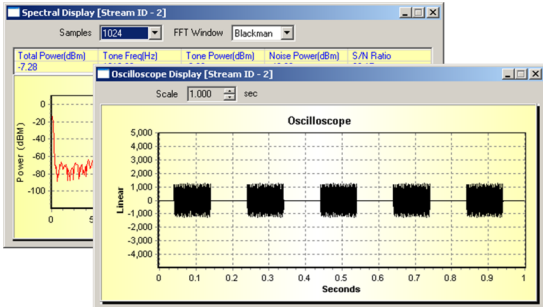 Spectral Display [Stream ID - 2]
Samples 1024 FFT Window Blackman
Total Power(dBm) Tone Freq(Hz) Tone Power(dBm) Noise Power(dBm) S/N Ratio
-7.28
Power (dBM)
0
-20
-40
-60
-80
-100
0
Oscilloscope Display [Stream ID - 2]
Scale 1.000 sec
Oscilloscope
Linear
5,000
4,000
3,000
2,000
1,000
0
-1,000
-2,000
-3,000
-4,000
0 0.1 0.2 0.3 0.4 0.5 0.6 0.7 0.8 0.9 1
Seconds